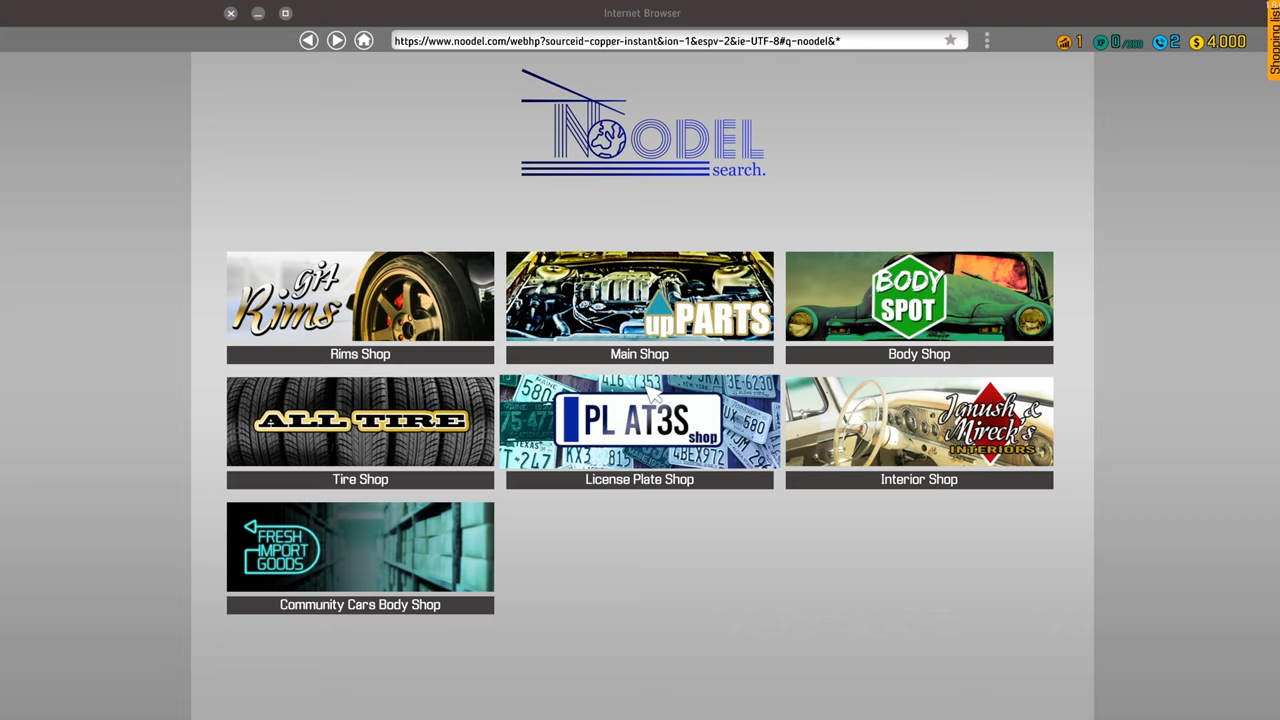 Internet Browser
https://www.noodel.com/webhp?sourceid-copper-instant&ion-1&espv-2&ie-UTF-8#q-noodel&*
1
0/
2
$ 4,000
Shopping list
NOODEL
search.
Gj4
Rims
upPARTS
BODY
SPOT
Rims Shop
Main Shop
Body Shop
ALL TIRE
PL AT3S
shop
Janush &
Mireck's
INTERIORS
Tire Shop
License Plate Shop
Interior Shop
FRESH
IMPORT
GOODS
Community Cars Body Shop